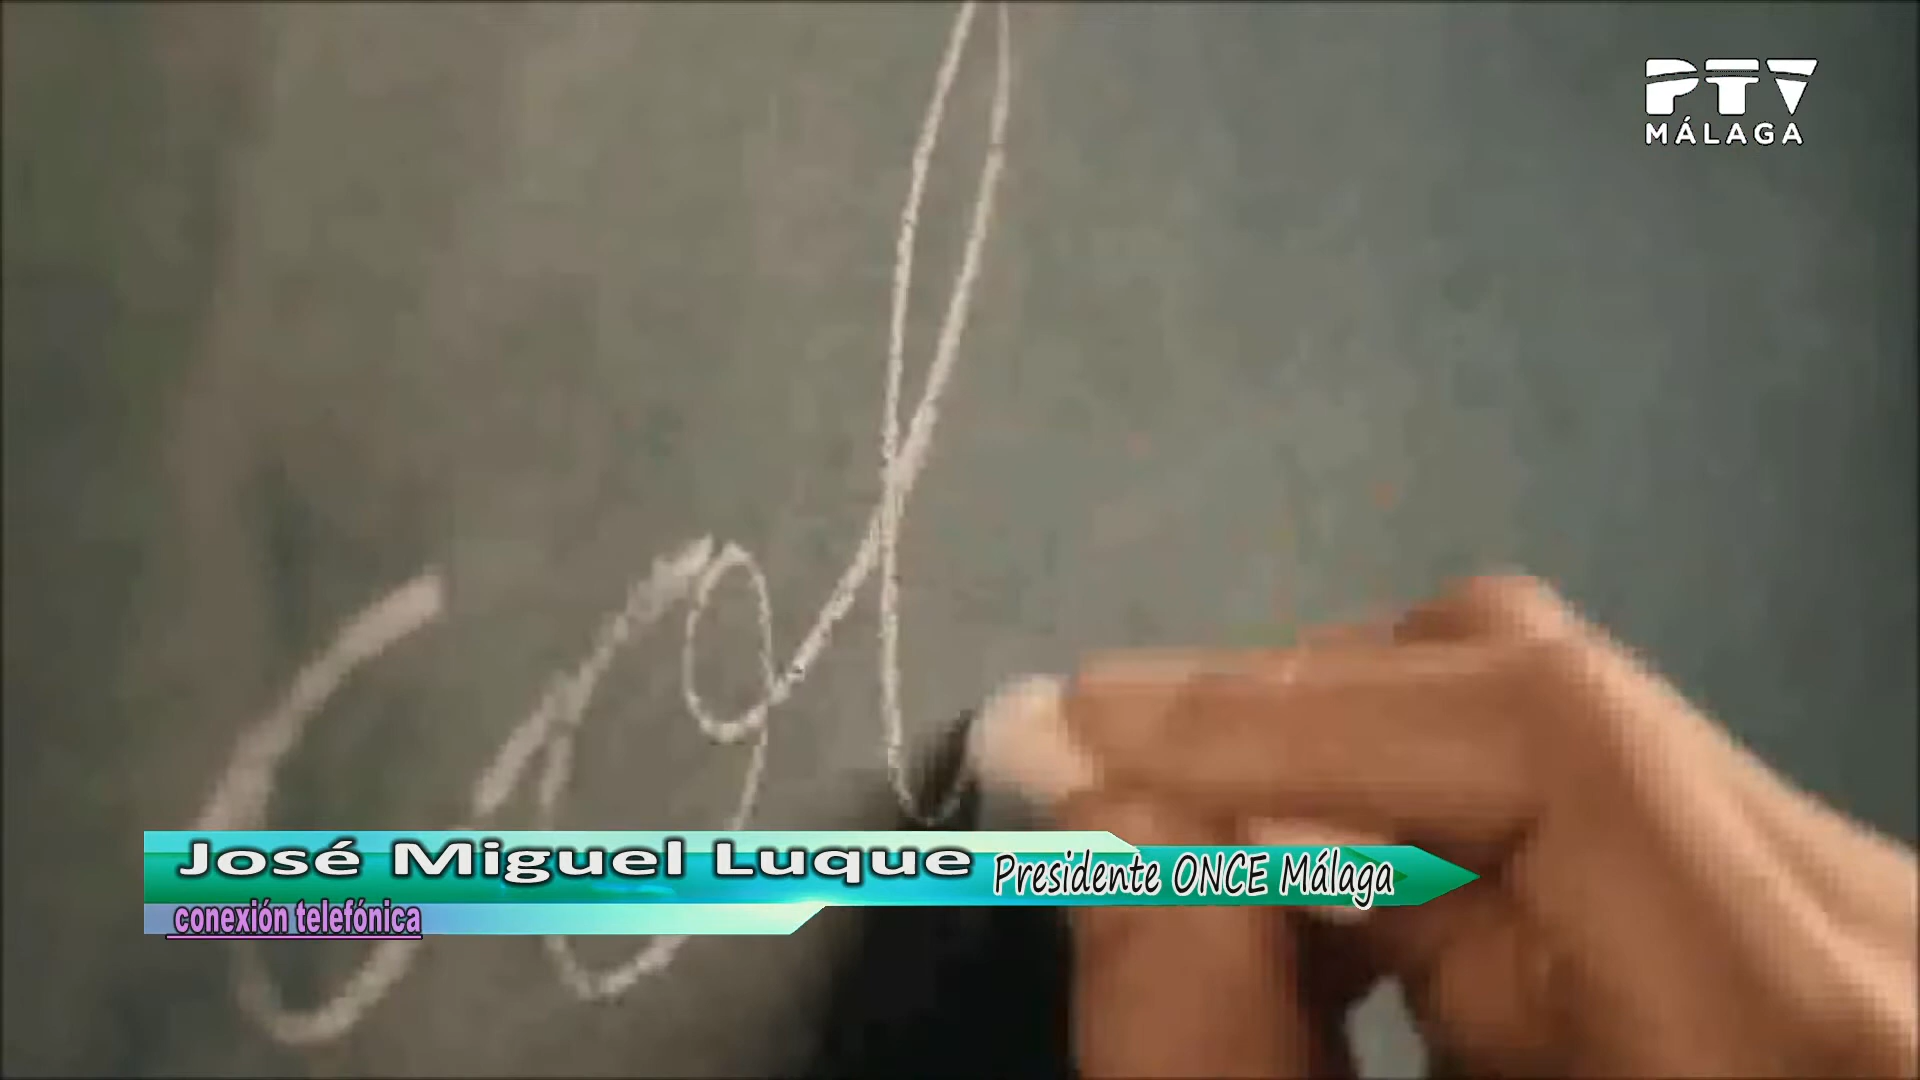 PTV
MÁLAGA
José Miguel Luque Presidente ONCE Málaga
conexión telefónica